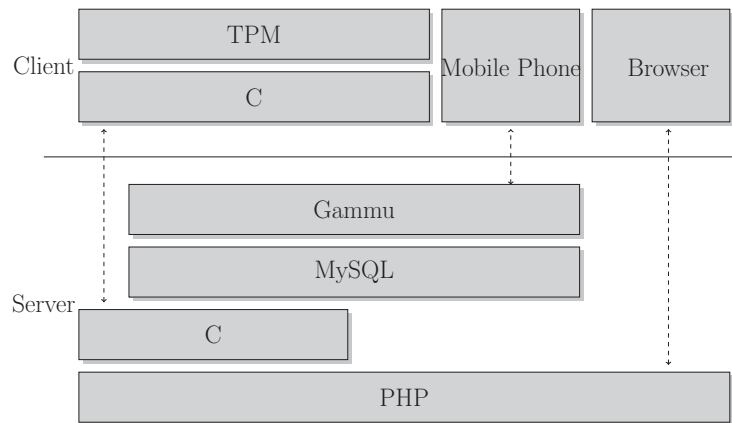 TPM
Client
Mobile Phone
Browser
C
Gammu
MySQL
Server
C
PHP